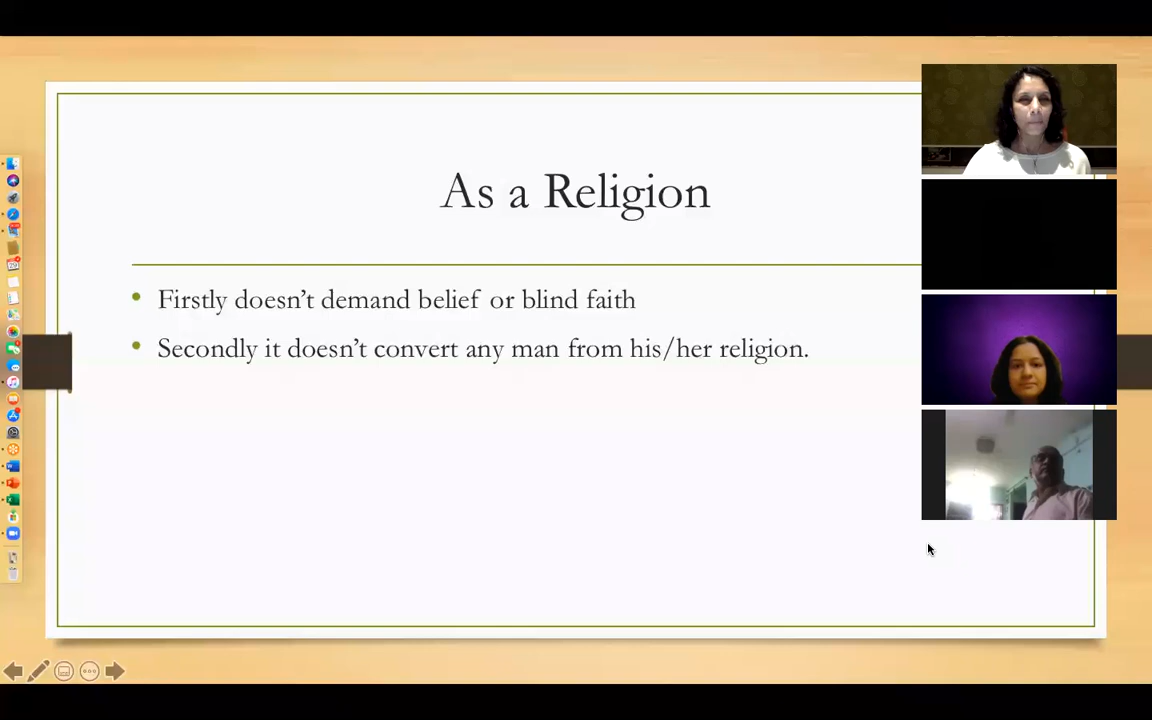 As a Religion
Firstly doesn’t demand belief or blind faith
Secondly it doesn’t convert any man from his/her religion.